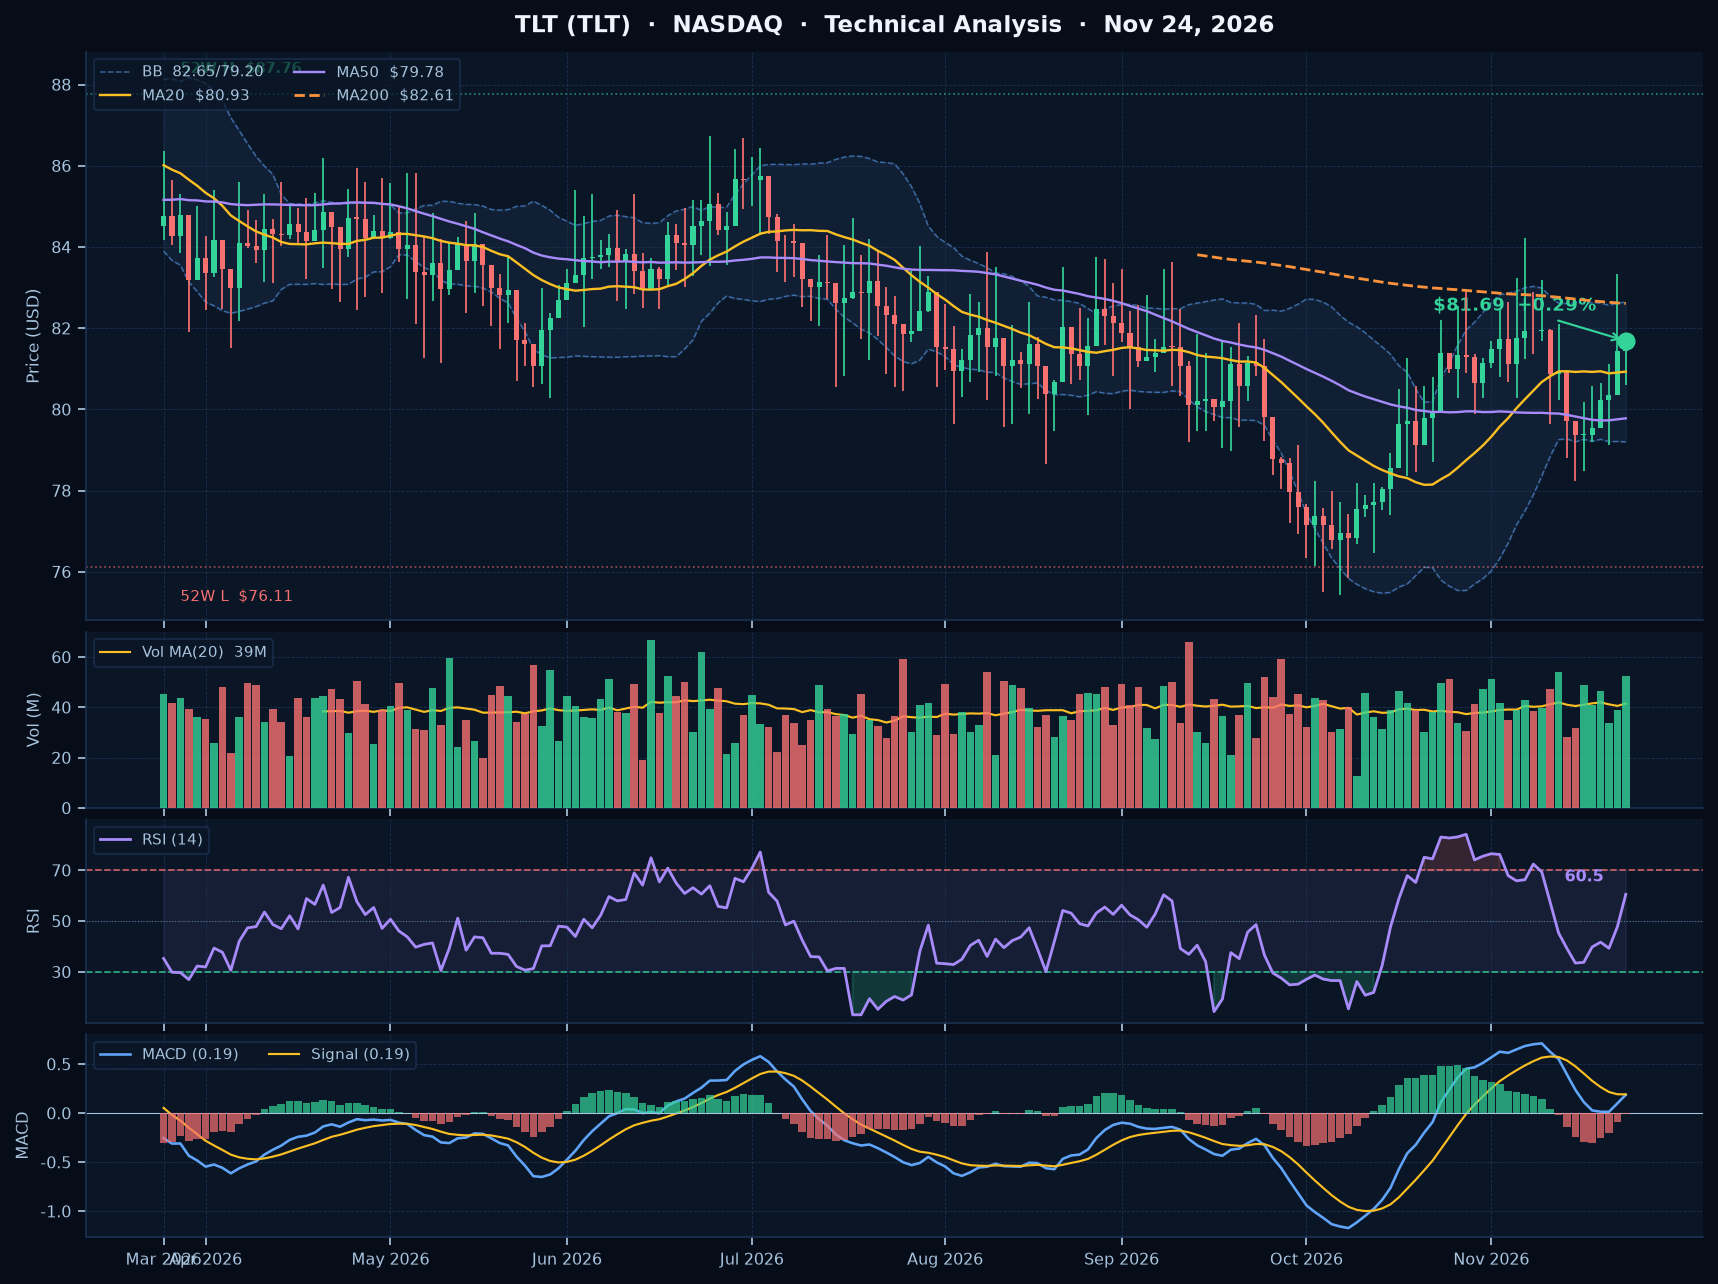 TLT (TLT)  ·  NASDAQ  ·  Technical Analysis  ·  Nov 24, 2026
52W H  $87.76
BB  82.65/79.20
MA50  $79.78
MA20  $80.93
MA200  $82.61
88
86
84
82
80
78
76
Price (USD)
$81.69  +0.29%
52W L  $76.11
Vol MA(20)  39M
60
40
20
0
Vol (M)
RSI (14)
70
50
30
RSI
60.5
MACD (0.19)
Signal (0.19)
0.5
0.0
-0.5
-1.0
MACD
Mar 2026
Apr 2026
May 2026
Jun 2026
Jul 2026
Aug 2026
Sep 2026
Oct 2026
Nov 2026